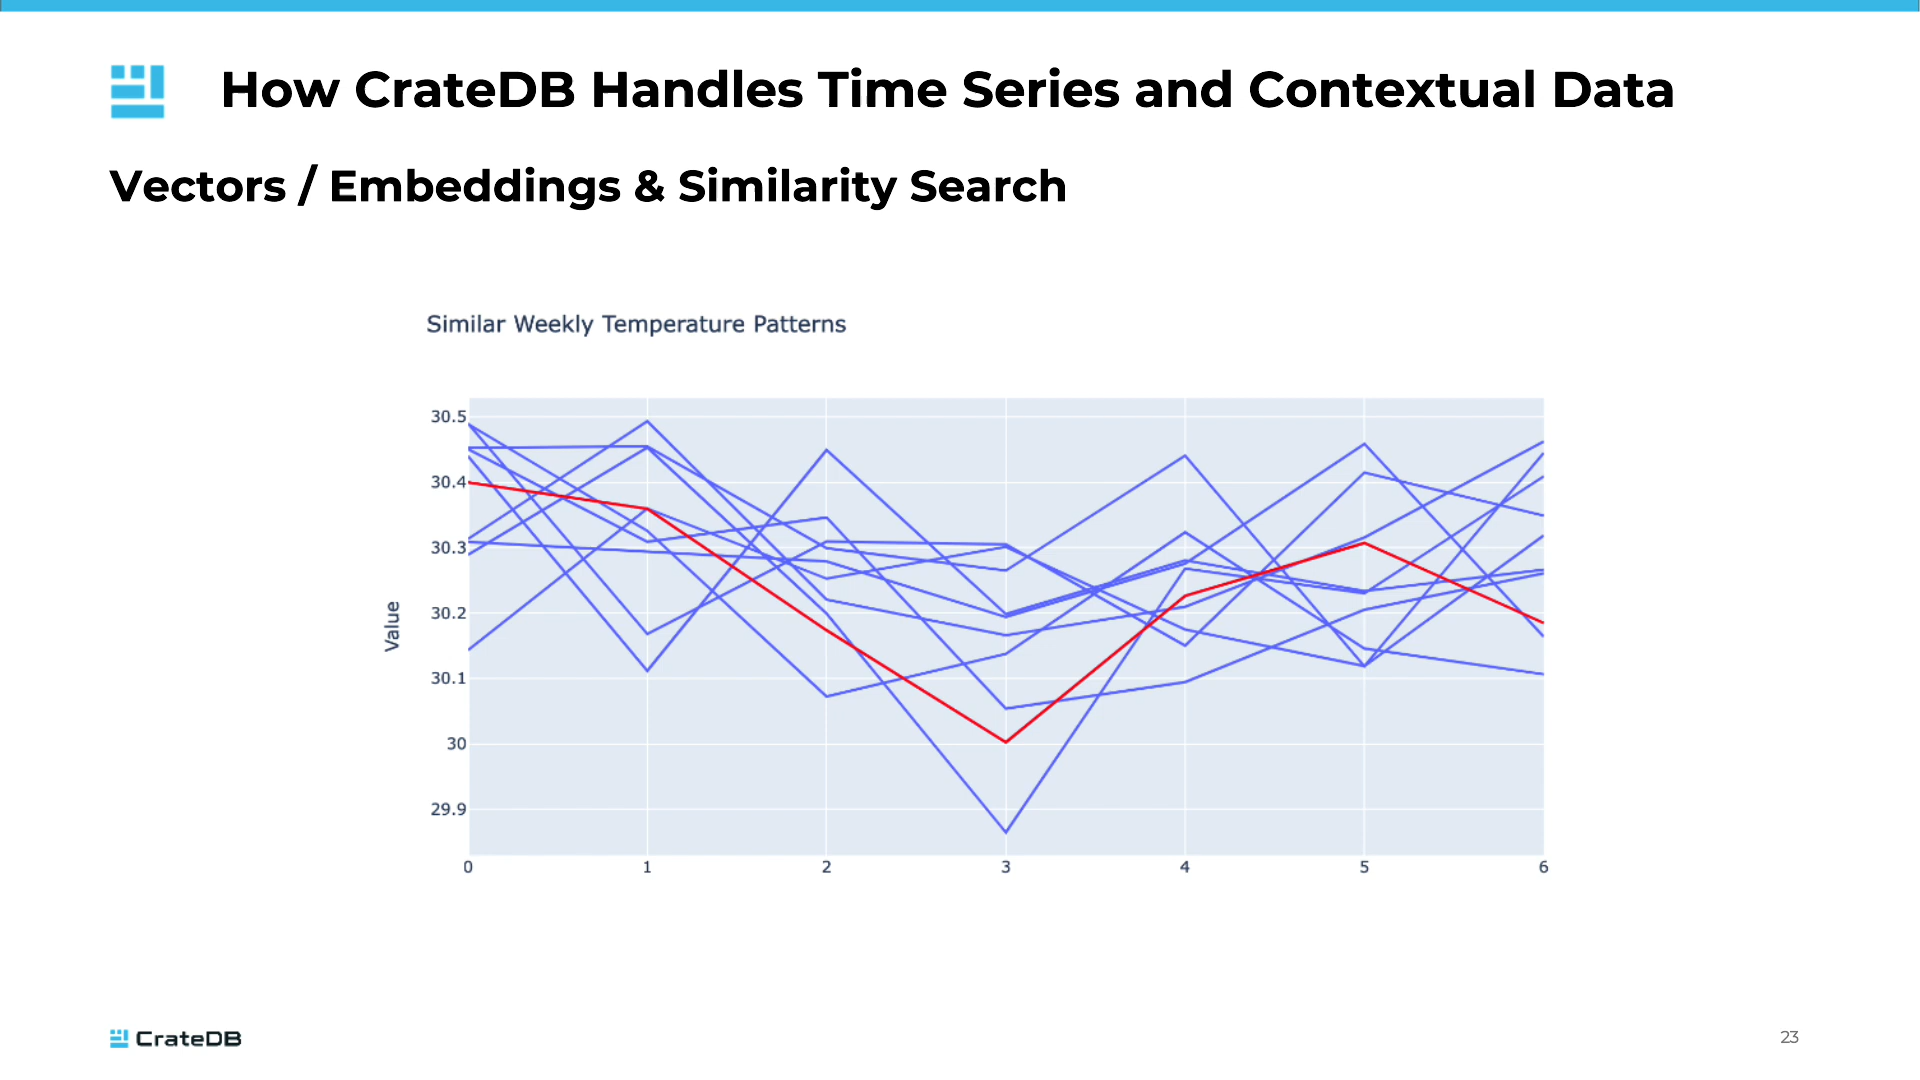 How CrateDB Handles Time Series and Contextual Data
Vectors / Embeddings & Similarity Search
Similar Weekly Temperature Patterns
30.5
30.4
30.3
30.2
30.1
30
29.9
Value
0 1 2 3 4 5 6
CrateDB
23